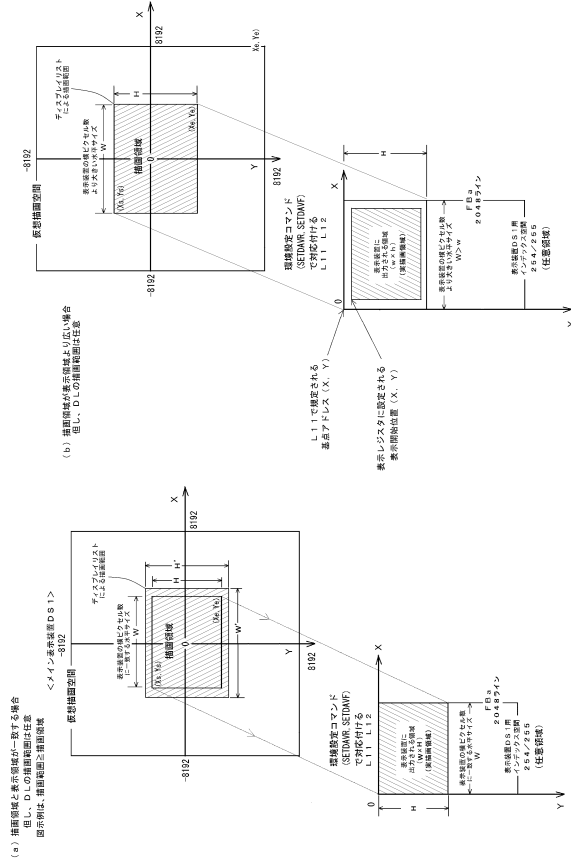 (a) 描画領域と表示領域が一致する場合
但し、DLの描画範囲は任意
図示例は、描画範囲≧描画領域
<メイン表示装置DS1>
仮想描画空間
-8192
-8192
8192
8192
X
Y
0
ディスプレイリスト
による描画範囲
表示装置の横ピクセル数
に一致する水平サイズ
W
W'
H
H'
(Xs,Ys)
描画領域
(Xe,Ye)
環境設定コマンド
(SETDAVR,SETDAVF)
で対応付ける
L11 L12
0
X
Y
H
表示装置に
出力される領域
(W×H)
(実描画領域)
表示装置の横ピクセル数
に一致する水平サイズ
W
FBa
2048ライン
表示装置DS1用
インデックス空間
254/255
(任意領域)
(b) 描画領域が表示領域より広い場合
但し、DLの描画範囲は任意
仮想描画空間
-8192
-8192
8192
8192
X
Y
0
Xe,Ye
ディスプレイリスト
による描画範囲
表示装置の横ピクセル数
より大きい水平サイズ
W
H
(Xs,Ys)
描画領域
(Xe,Ye)
環境設定コマンド
(SETDAVR,SETDAVF)
で対応付ける
L11 L12
L11で規定される
基点アドレス(X, Y)
表示レジスタに設定される
表示開始位置(X, Y)
0
X
H
表示装置に
出力される領域
(w×h)
(実描画領域)
表示装置の横ピクセル数
より大きい水平サイズ
W>w
FBa
2048ライン
表示装置DS1用
インデックス空間
254/255
(任意領域)